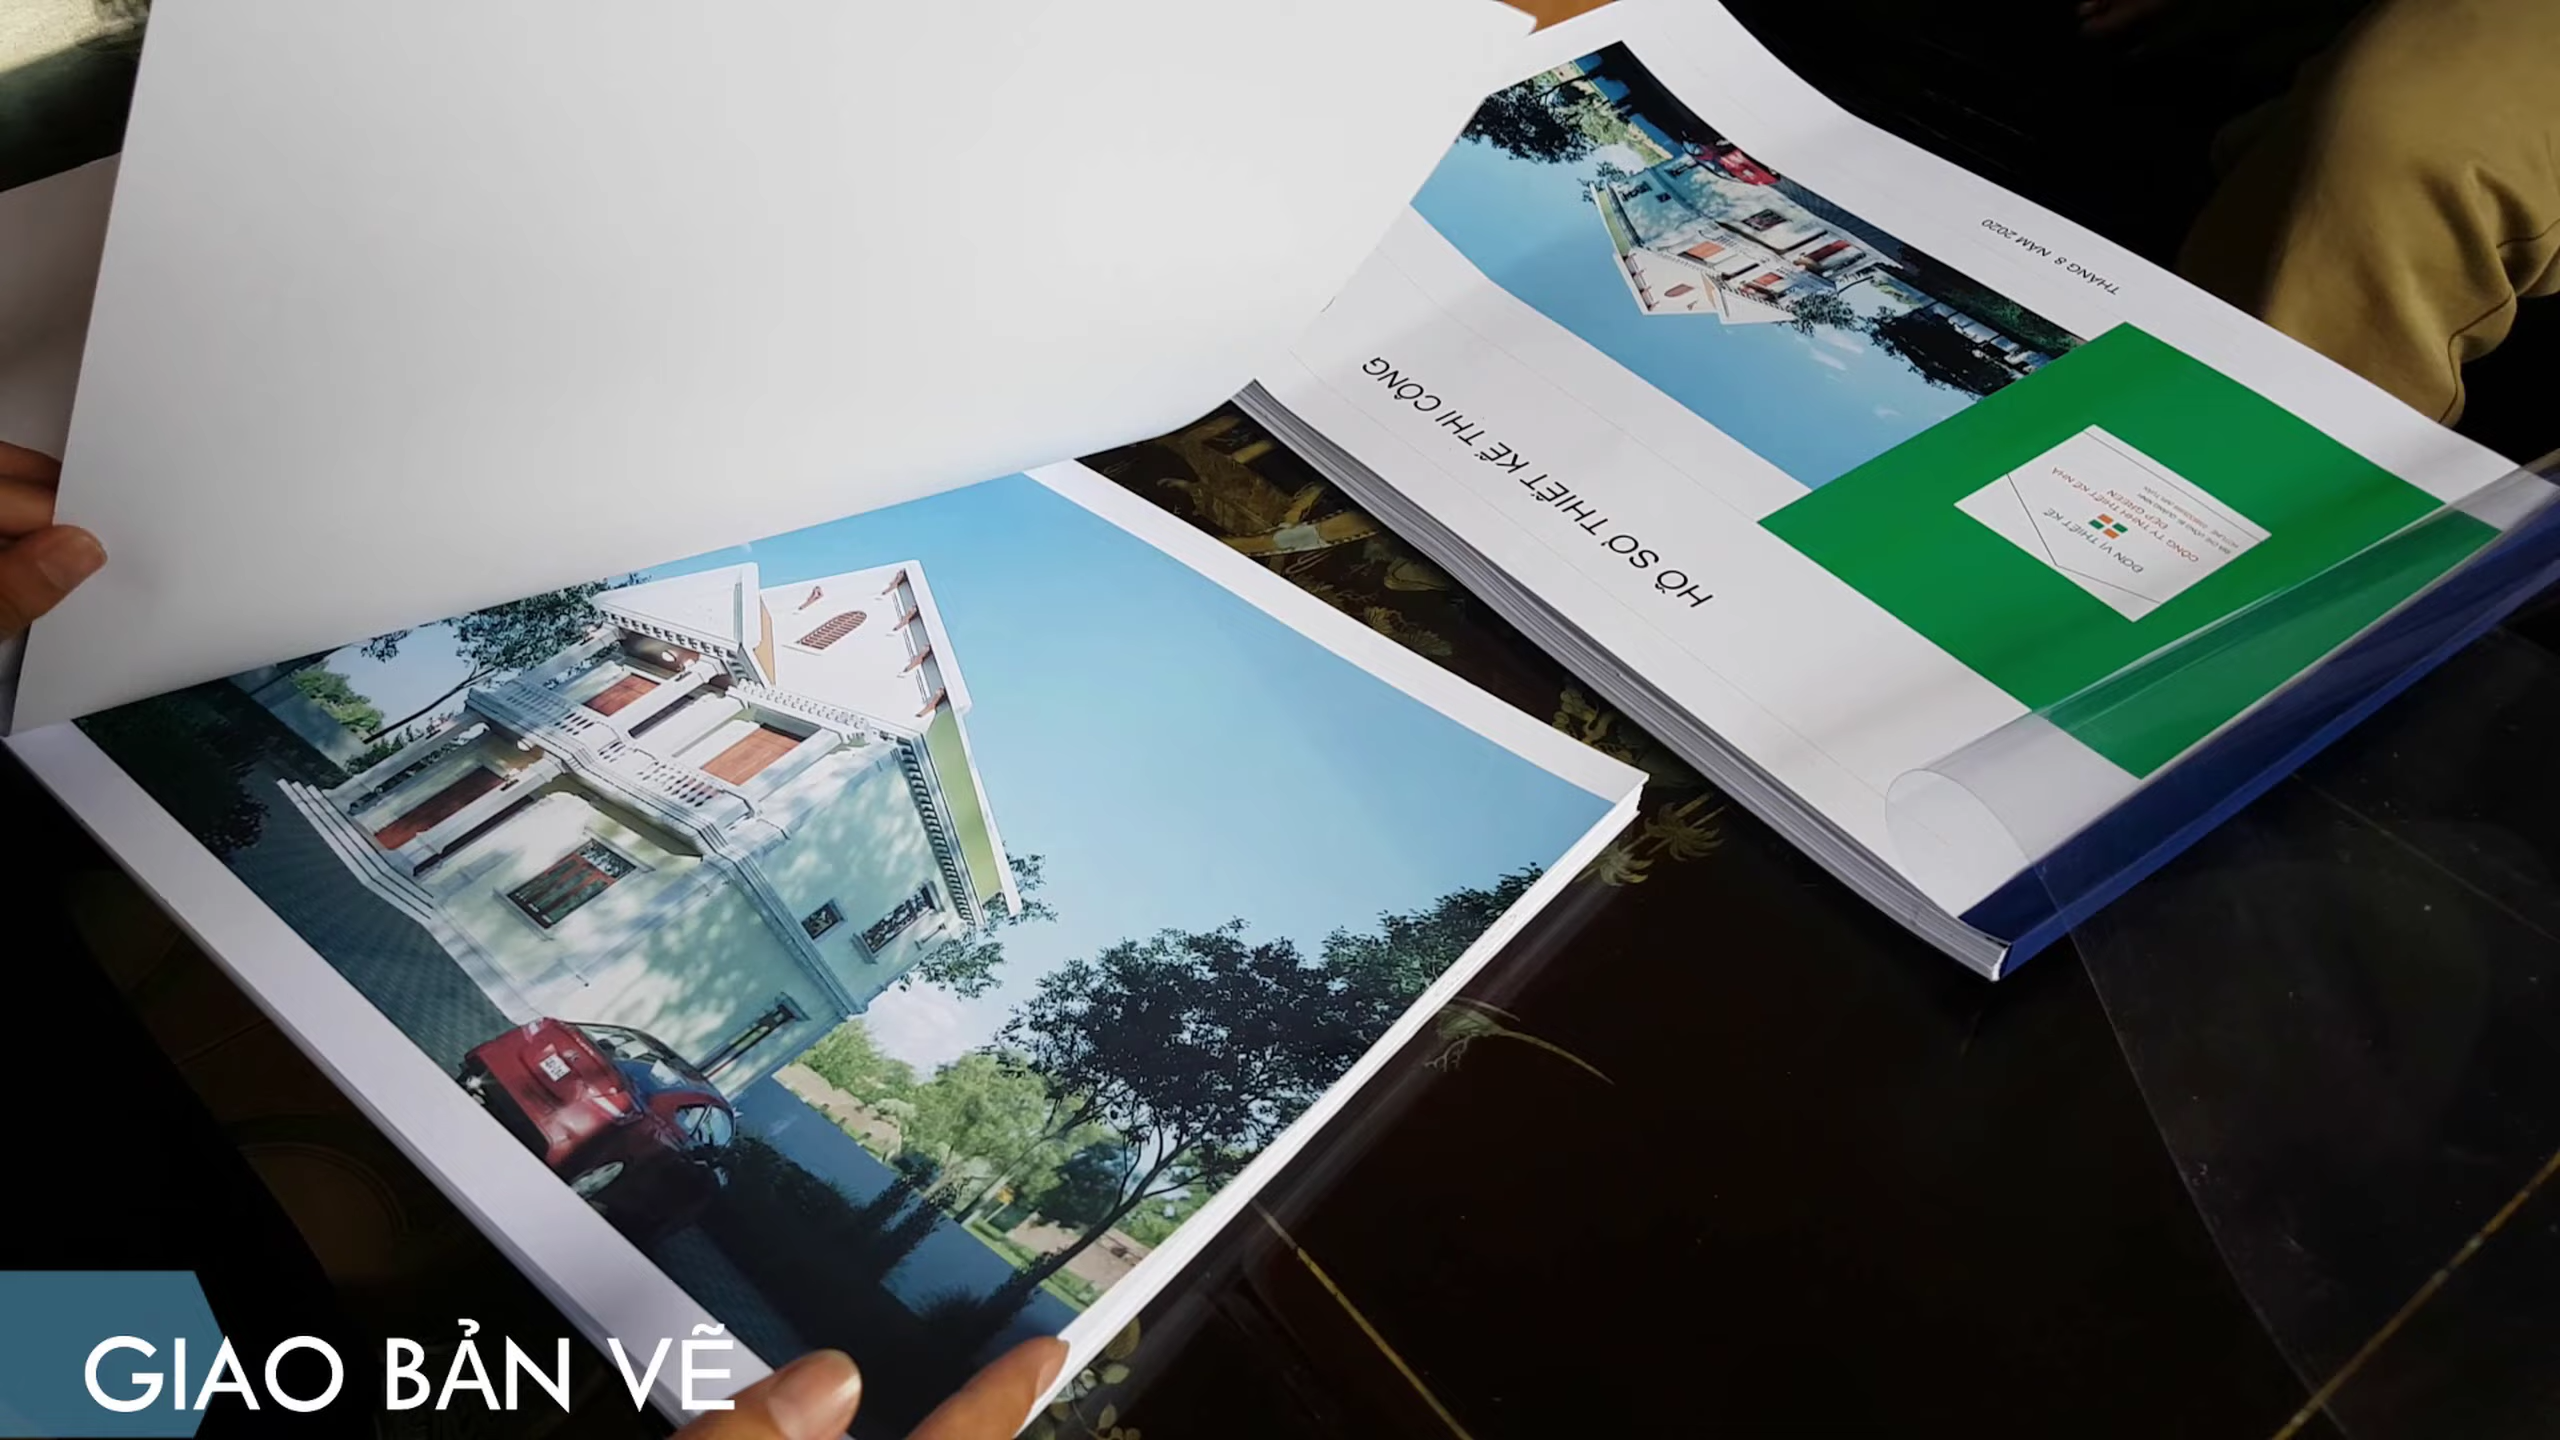 THÁNG 8 NĂM 2020
HỒ SƠ THIẾT KẾ THI CÔNG
ĐƠN VỊ THIẾT KẾ
CÔNG TY TNHH THIẾT KẾ NHÀ
ĐẸP GREEN
GIAO BẢN VẼ